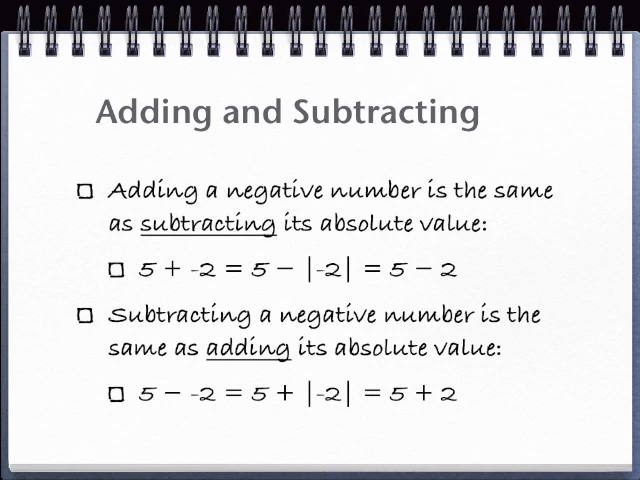 Adding and Subtracting
Adding a negative number is the same
as subtracting its absolute value:
5 + -2 = 5 − |-2| = 5 − 2
Subtracting a negative number is the
same as adding its absolute value:
5 − -2 = 5 + |-2| = 5 + 2